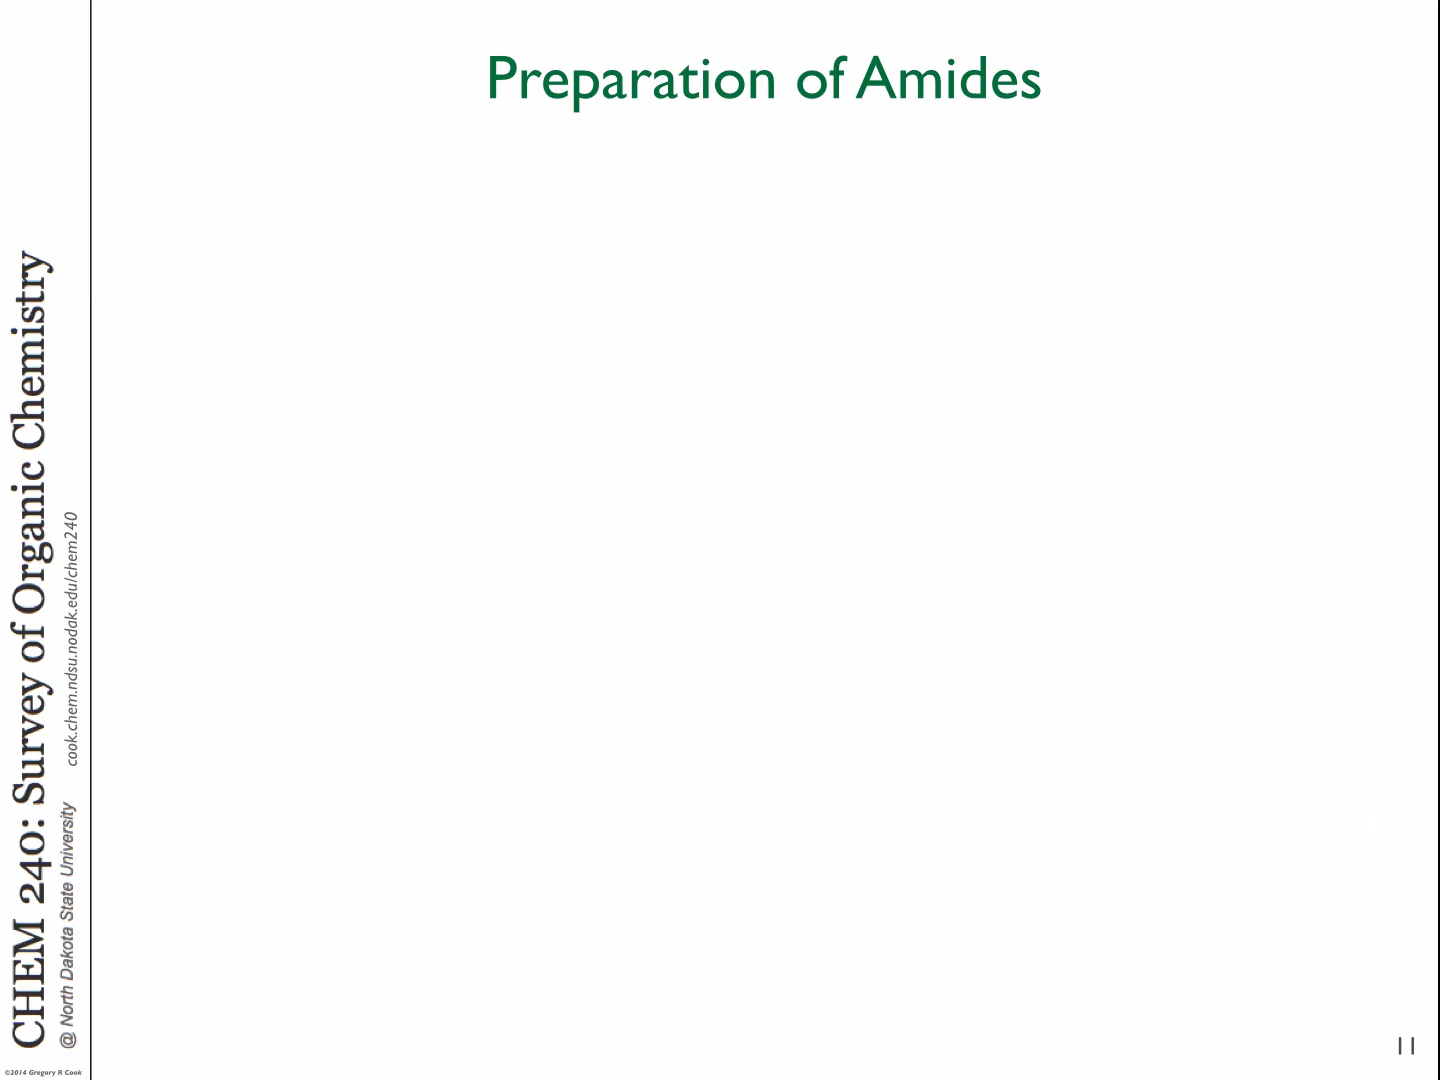 Preparation of Amides
CHEM 240: Survey of Organic Chemistry
@ North Dakota State University
cook.chem.ndsu.nodak.edu/chem240
©2014 Gregory R Cook
11